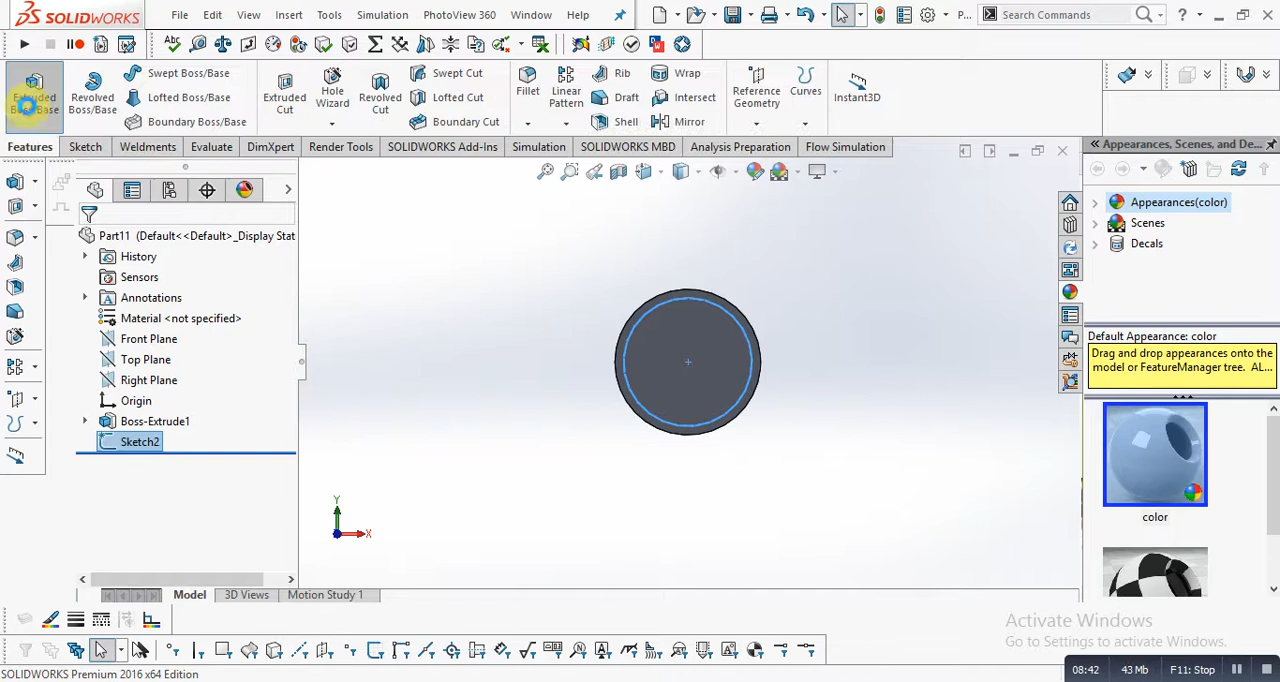 SOLIDWORKS File Edit View Insert Tools Simulation PhotoView 360 Window Help P... Search Commands
Extruded Boss/Base
Revolved Boss/Base
Swept Boss/Base
Lofted Boss/Base
Boundary Boss/Base
Extruded Cut
Hole Wizard
Revolved Cut
Swept Cut
Lofted Cut
Boundary Cut
Fillet
Linear Pattern
Rib
Draft
Shell
Wrap
Intersect
Mirror
Reference Geometry
Curves
Instant3D
Features Sketch Weldments Evaluate DimXpert Render Tools SOLIDWORKS Add-Ins Simulation SOLIDWORKS MBD Analysis Preparation Flow Simulation
Appearances, Scenes, and De...
Part11 (Default<<Default>_Display Stat
History
Sensors
Annotations
Material <not specified>
Front Plane
Top Plane
Right Plane
Origin
Boss-Extrude1
Sketch2
Y
X
Appearances(color)
Scenes
Decals
Default Appearance: color
Drag and drop appearances onto the
model or FeatureManager tree. AL...
color
Model 3D Views Motion Study 1
Activate Windows
Go to Settings to activate Windows.
SOLIDWORKS Premium 2016 x64 Edition
08:42 43 Mb F11: Stop